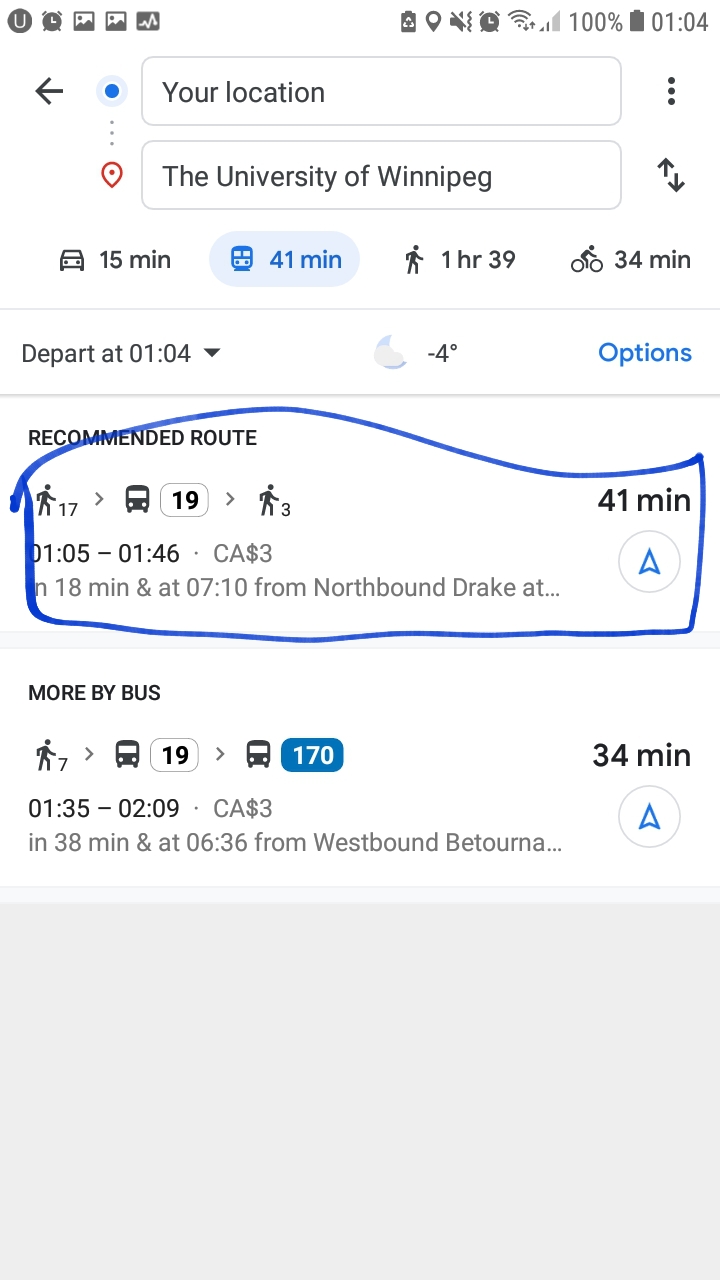 U 100% 01:04
Your location
The University of Winnipeg
15 min 41 min 1 hr 39 34 min
Depart at 01:04 -4° Options
RECOMMENDED ROUTE
17 19 3 41 min
01:05 – 01:46 · CA$3
in 18 min & at 07:10 from Northbound Drake at...
MORE BY BUS
7 19 170 34 min
01:35 – 02:09 · CA$3
in 38 min & at 06:36 from Westbound Betourna...